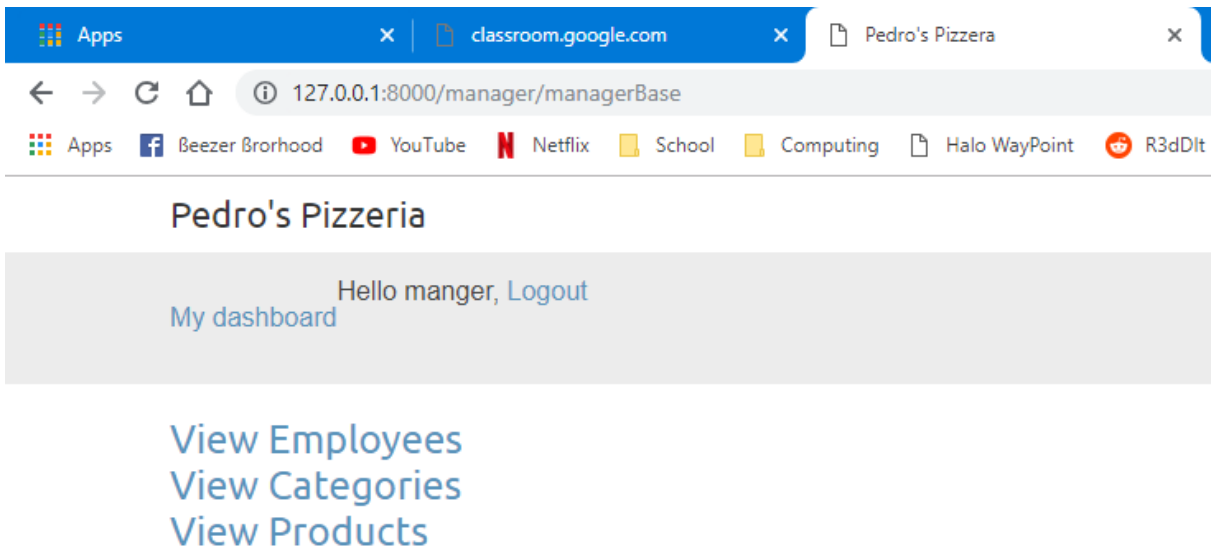 Apps classroom.google.com Pedro's Pizzera
127.0.0.1:8000/manager/managerBase
Apps ßeezer ßrorhood YouTube Netflix School Computing Halo WayPoint R3dDIt
Pedro's Pizzeria
Hello manger, Logout
My dashboard
View Employees
View Categories
View Products